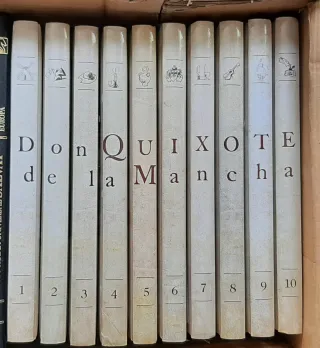 Don QUIXOTE
de la Mancha
1 2 3 4 5 6 7 8 9 10